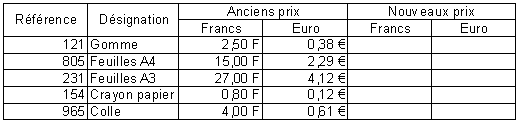 Référence Désignation Anciens prix Nouveaux prix
Francs Euro Francs Euro
121 Gomme 2,50 F 0,38 €
805 Feuilles A4 15,00 F 2,29 €
231 Feuilles A3 27,00 F 4,12 €
154 Crayon papier 0,80 F 0,12 €
965 Colle 4,00 F 0,61 €